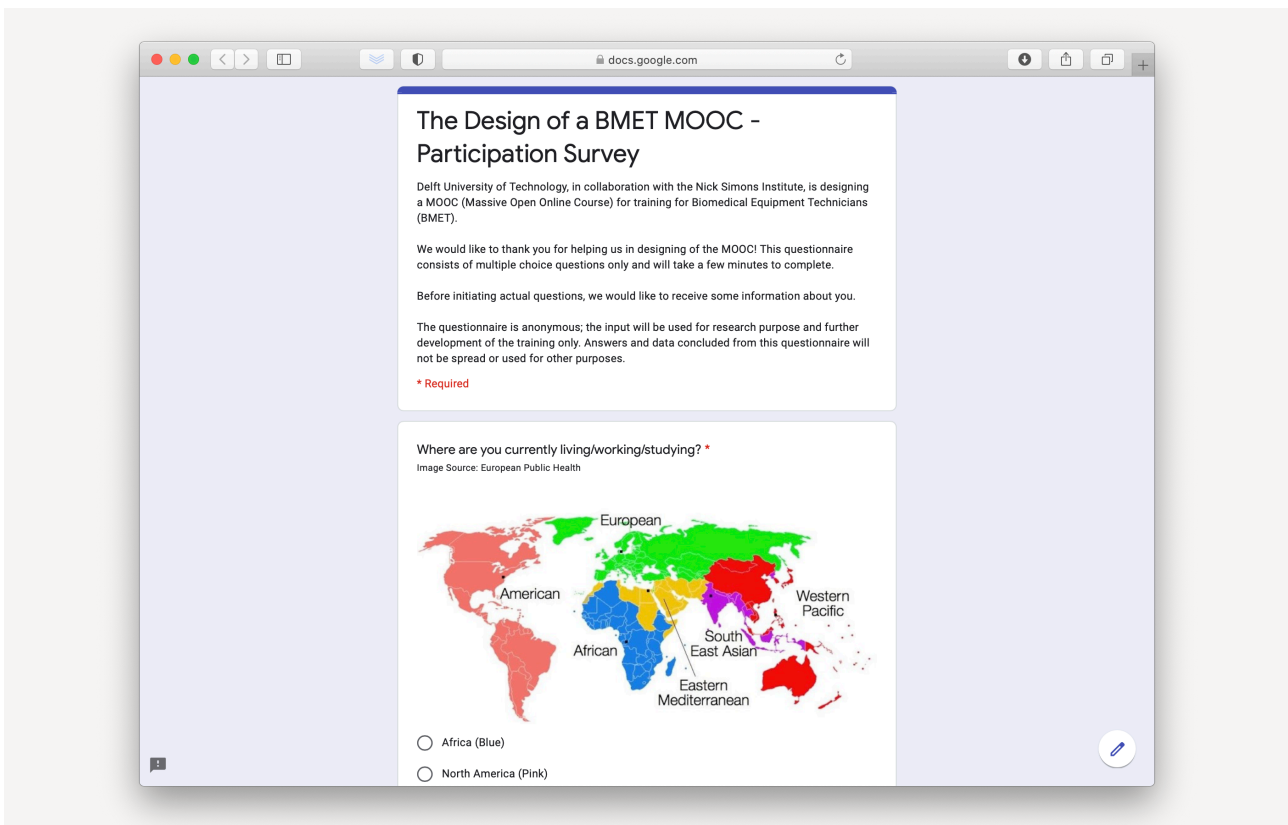 docs.google.com
The Design of a BMET MOOC -
Participation Survey
Delft University of Technology, in collaboration with the Nick Simons Institute, is designing
a MOOC (Massive Open Online Course) for training for Biomedical Equipment Technicians
(BMET).
We would like to thank you for helping us in designing of the MOOC! This questionnaire
consists of multiple choice questions only and will take a few minutes to complete.
Before initiating actual questions, we would like to receive some information about you.
The questionnaire is anonymous; the input will be used for research purpose and further
development of the training only. Answers and data concluded from this questionnaire will
not be spread or used for other purposes.
* Required
Where are you currently living/working/studying? *
Image Source: European Public Health
European
American
Western
Pacific
South
East Asian
African
Eastern
Mediterranean
Africa (Blue)
North America (Pink)